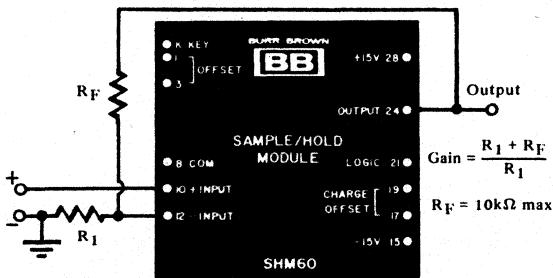 K KEY
BURR BROWN
BB
1
OFFSET
3
+15V 28
RF
Output
OUTPUT 24
SAMPLE/HOLD
MODULE
8 COM
LOGIC 21
Gain = R1 + RF
R1
+
10 +INPUT
19
CHARGE
OFFSET
RF = 10kΩ max
-
12 -INPUT
17
R1
-15V 15
SHM60